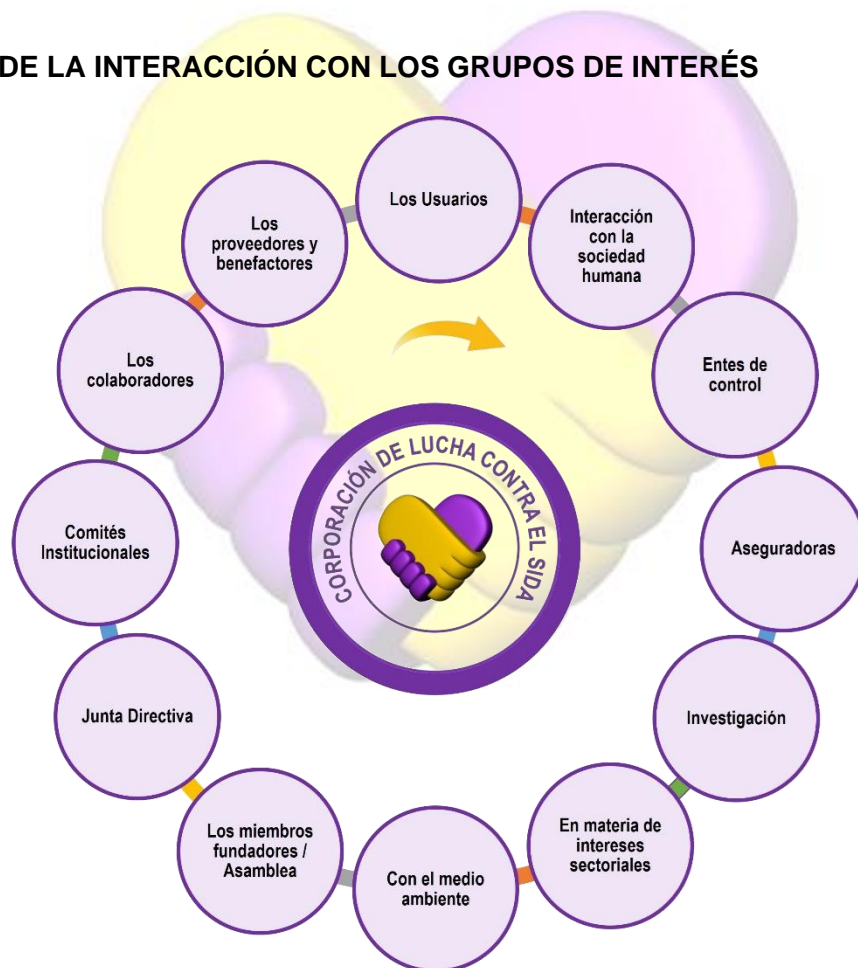 DE LA INTERACCIÓN CON LOS GRUPOS DE INTERÉS
Los Usuarios
Interacción
con la
sociedad
humana
Entes de
control
Aseguradoras
Investigación
En materia de
intereses
sectoriales
Con el medio
ambiente
Los miembros
fundadores /
Asamblea
Junta Directiva
Comités
Institucionales
Los
colaboradores
Los
proveedores y
benefactores
CORPORACIÓN DE LUCHA CONTRA EL SIDA